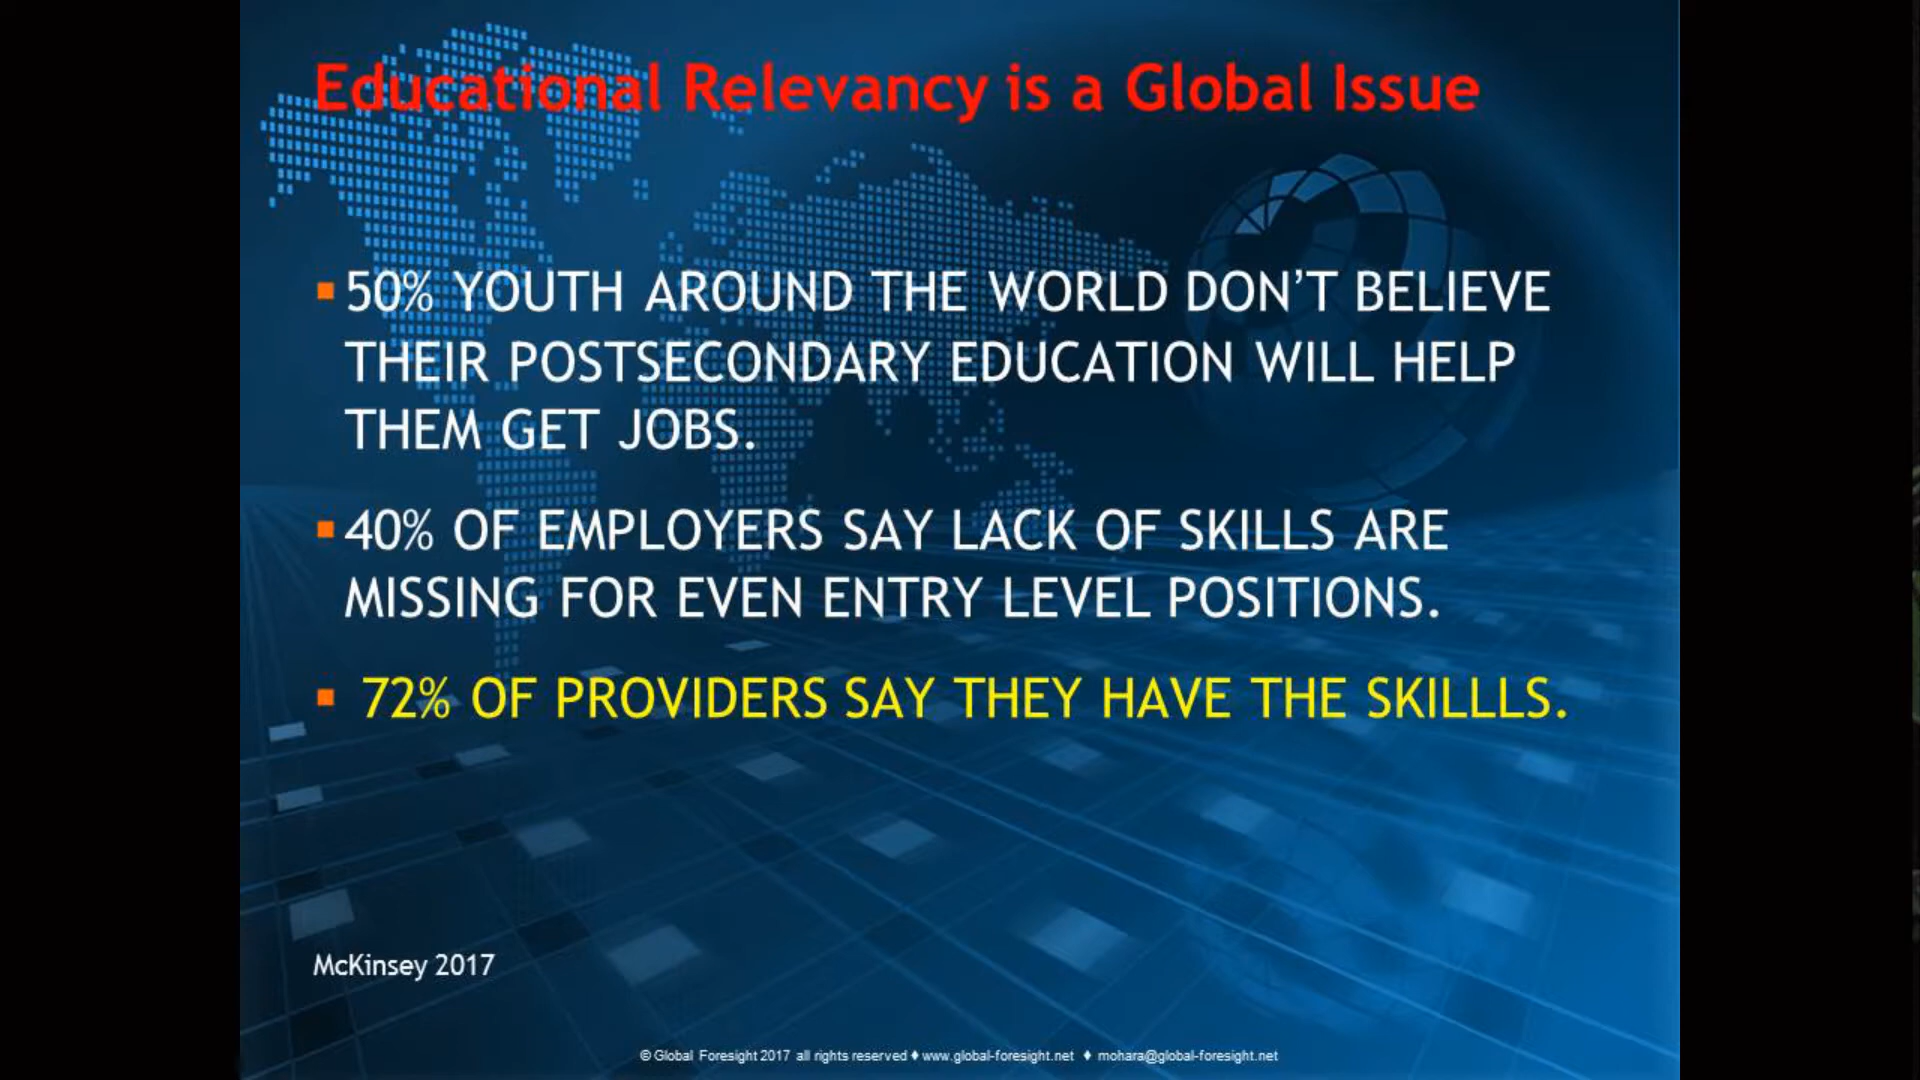 Educational Relevancy is a Global Issue
▪ 50% YOUTH AROUND THE WORLD DON’T BELIEVE
THEIR POSTSECONDARY EDUCATION WILL HELP
THEM GET JOBS.
▪ 40% OF EMPLOYERS SAY LACK OF SKILLS ARE
MISSING FOR EVEN ENTRY LEVEL POSITIONS.
▪ 72% OF PROVIDERS SAY THEY HAVE THE SKILLLS.
McKinsey 2017
© Global Foresight 2017 all rights reserved ♦ www.global-foresight.net ♦ mohara@global-foresight.net